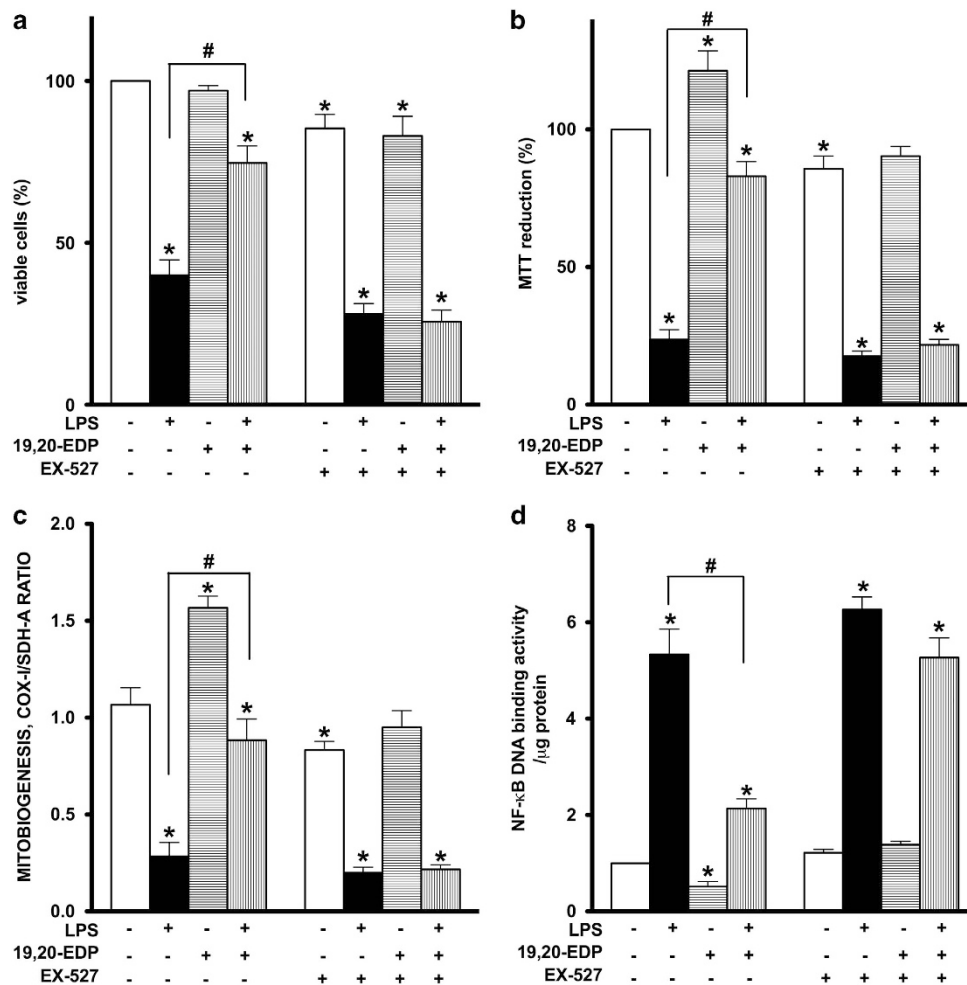 a
#
100
50
0
viable cells (%)
*
*
*
*
*
*
LPS - + - + - + - +
19,20-EDP - - + + - - + +
EX-527 - - - - + + + +
b
#
100
50
0
MTT reduction (%)
*
*
*
*
*
*
LPS - + - + - + - +
19,20-EDP - - + + - - + +
EX-527 - - - - + + + +
c
#
2.0
1.5
1.0
0.5
0.0
MITOBIOGENESIS, COX-I/SDH-A RATIO
*
*
*
*
*
*
LPS - + - + - + - +
19,20-EDP - - + + - - + +
EX-527 - - - - + + + +
d
#
8
6
4
2
0
NF-κB DNA binding activity
/μg protein
*
*
*
*
*
LPS - + - + - + - +
19,20-EDP - - + + - - + +
EX-527 - - - - + + + +